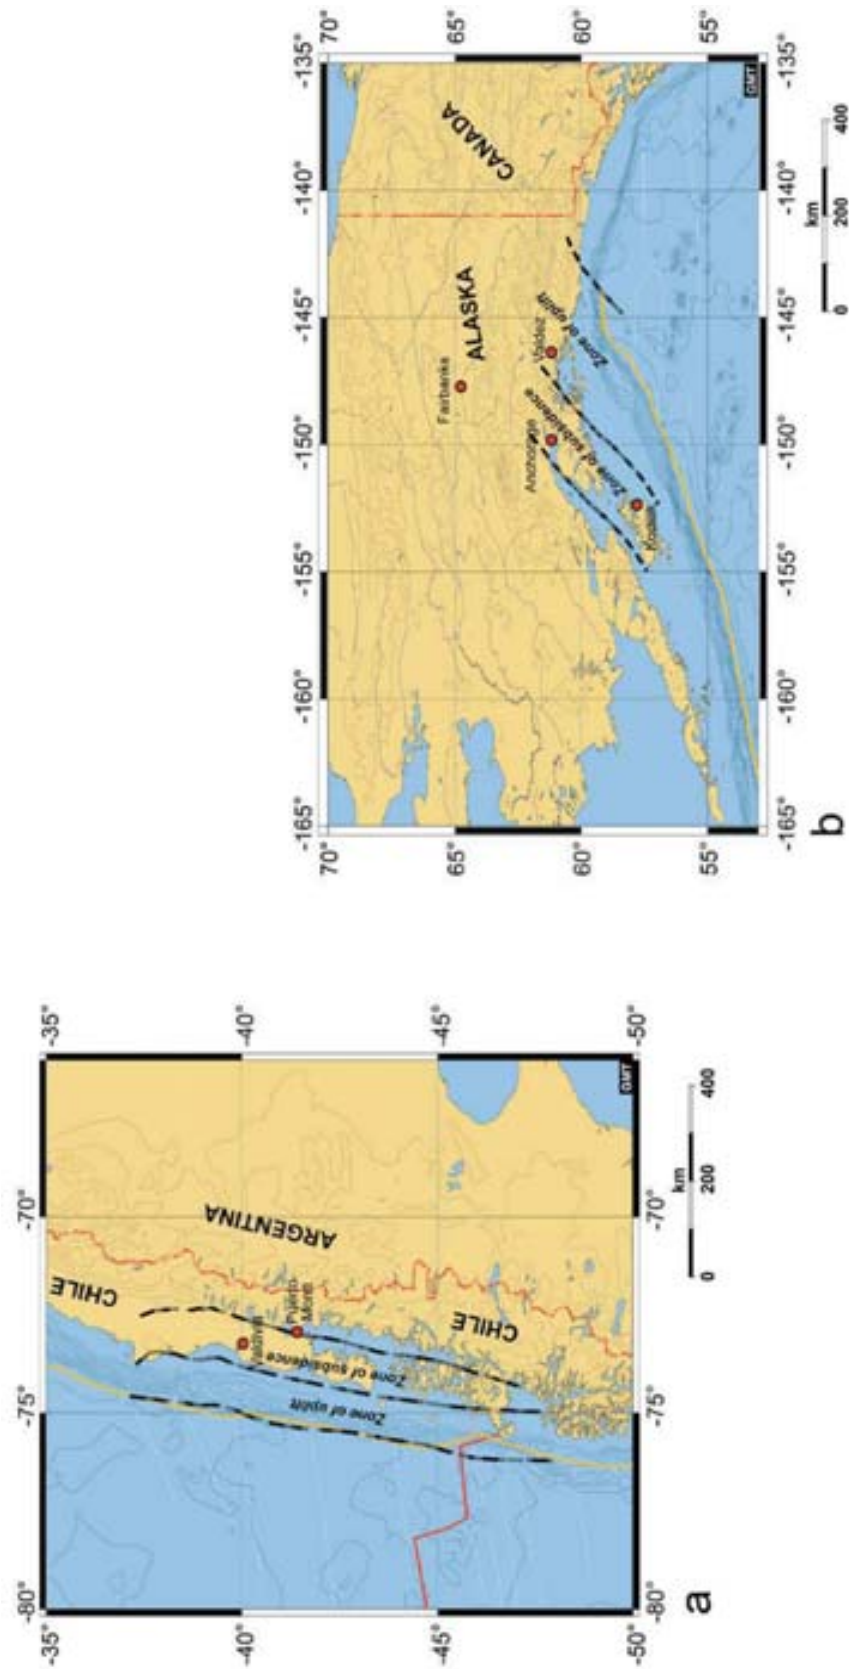 -80°
-75°
-70°
-35°
-35°
CHILE
ARGENTINA
Valdivia
Puerto
Montt
-40°
-40°
Zone of subsidence
Zone of uplift
CHILE
-45°
-45°
GMT
-50°
-50°
-80°
-75°
-70°
km
0
200
400
a
-165°
-160°
-155°
-150°
-145°
-140°
-135°
70°
70°
CANADA
ALASKA
Fairbanks
65°
65°
Anchorage
Valdez
Zone of uplift
Zone of subsidence
Kodiak
60°
60°
55°
55°
GMT
-165°
-160°
-155°
-150°
-145°
-140°
-135°
km
0
200
400
b